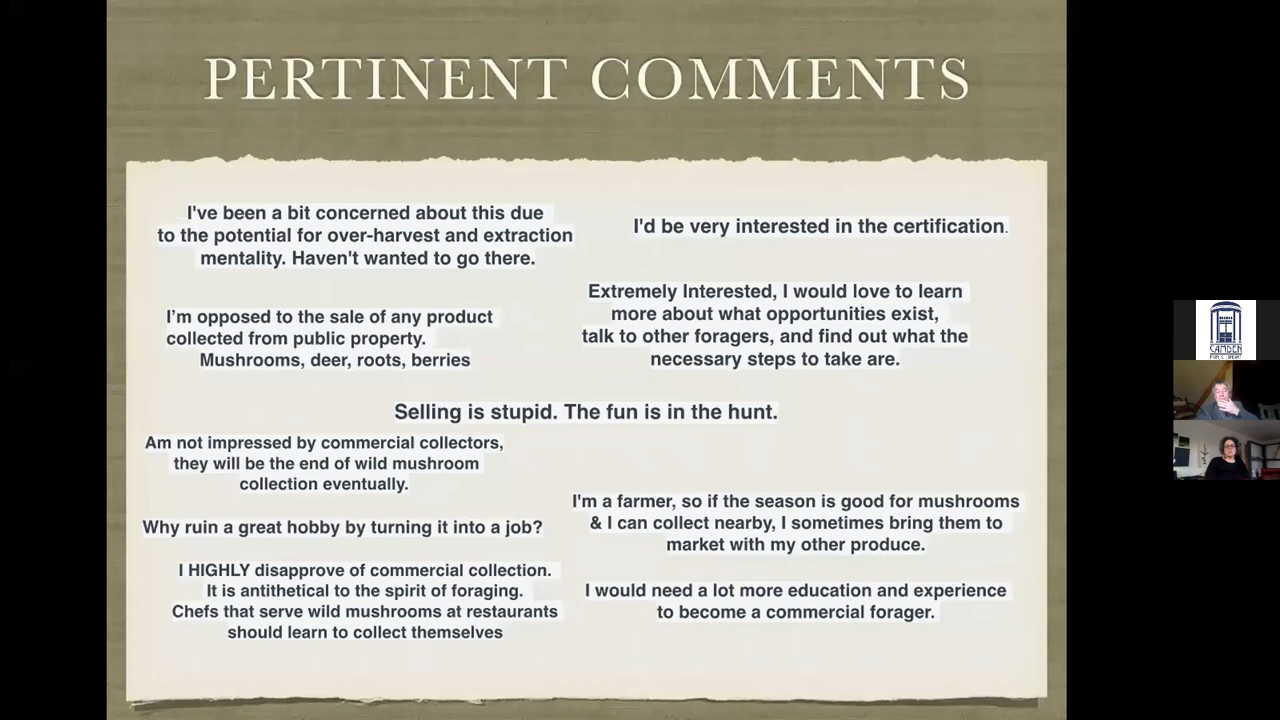 PERTINENT COMMENTS
I've been a bit concerned about this due
to the potential for over-harvest and extraction
mentality. Haven't wanted to go there.
I'd be very interested in the certification.
I’m opposed to the sale of any product
collected from public property.
Mushrooms, deer, roots, berries
Extremely Interested, I would love to learn
more about what opportunities exist,
talk to other foragers, and find out what the
necessary steps to take are.
Selling is stupid. The fun is in the hunt.
Am not impressed by commercial collectors,
they will be the end of wild mushroom
collection eventually.
Why ruin a great hobby by turning it into a job?
I HIGHLY disapprove of commercial collection.
It is antithetical to the spirit of foraging.
Chefs that serve wild mushrooms at restaurants
should learn to collect themselves
I'm a farmer, so if the season is good for mushrooms
& I can collect nearby, I sometimes bring them to
market with my other produce.
I would need a lot more education and experience
to become a commercial forager.
CAMDEN
PUBLIC LIBRARY